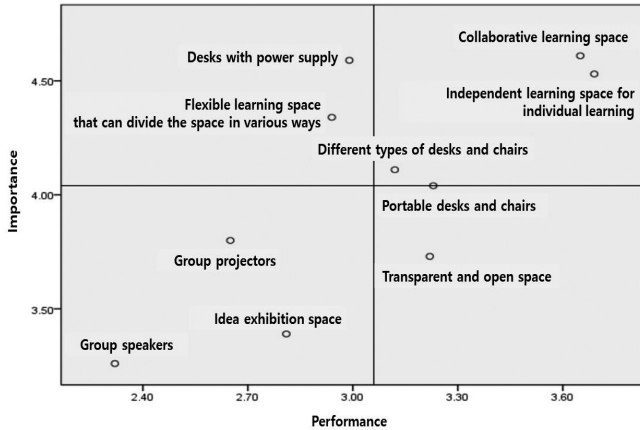 Collaborative learning space
Desks with power supply
4.50
Independent learning space for
individual learning
Flexible learning space
that can divide the space in various ways
Different types of desks and chairs
Importance
4.00
Portable desks and chairs
Group projectors
Transparent and open space
3.50
Idea exhibition space
Group speakers
2.40
2.70
3.00
3.30
3.60
Performance